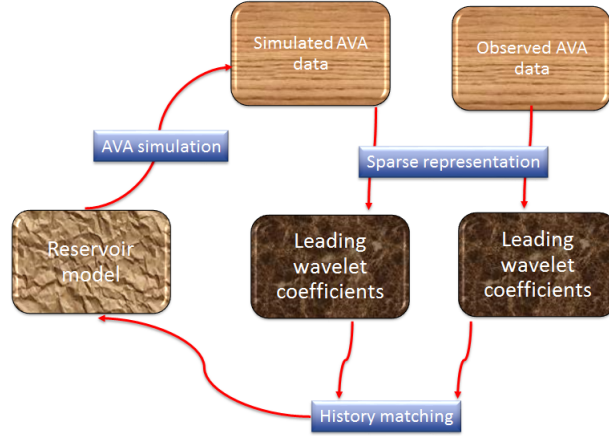 Simulated AVA
data
Observed AVA
data
AVA simulation
Sparse representation
Reservoir
model
Leading
wavelet
coefficients
Leading
wavelet
coefficients
History matching